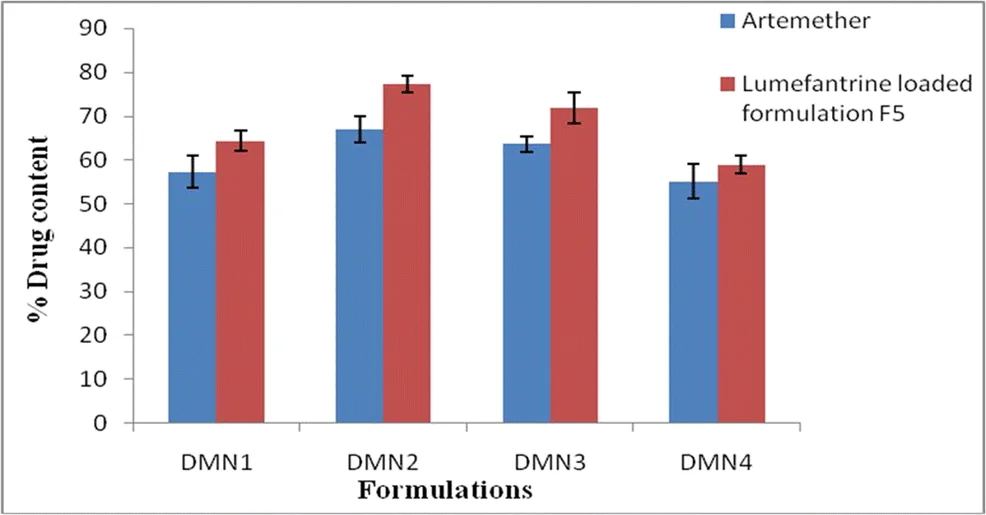 % Drug content
90
80
70
60
50
40
30
20
10
0
DMN1 DMN2 DMN3 DMN4
Formulations
Artemether
Lumefantrine loaded
formulation F5